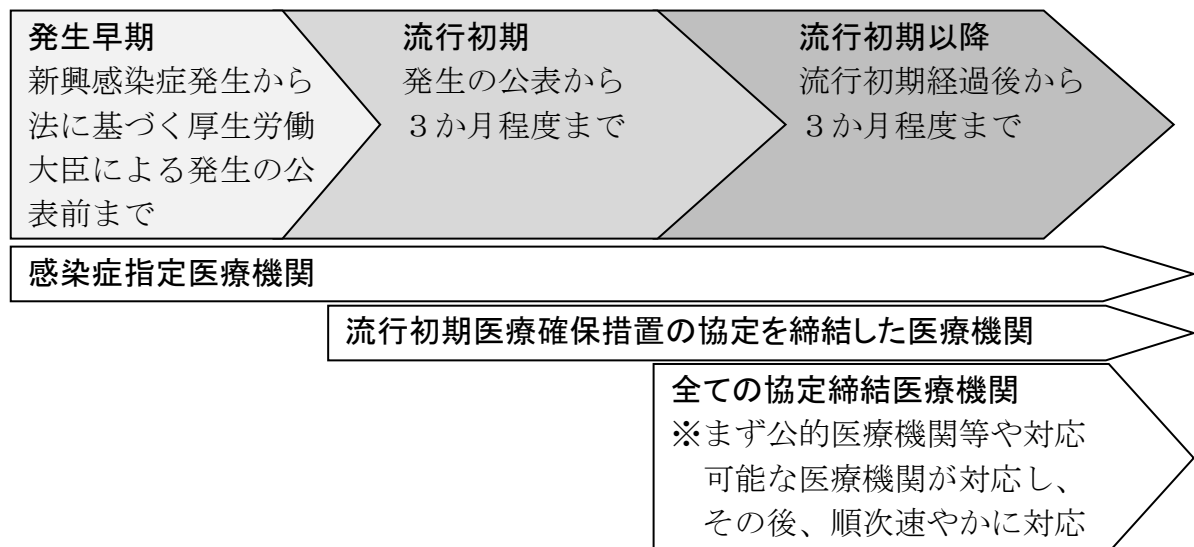 発生早期
新興感染症発生から
法に基づく厚生労働
大臣による発生の公
表前まで
流行初期
発生の公表から
３か月程度まで
流行初期以降
流行初期経過後から
３か月程度まで
感染症指定医療機関
流行初期医療確保措置の協定を締結した医療機関
全ての協定締結医療機関
※まず公的医療機関等や対応
可能な医療機関が対応し、
その後、順次速やかに対応